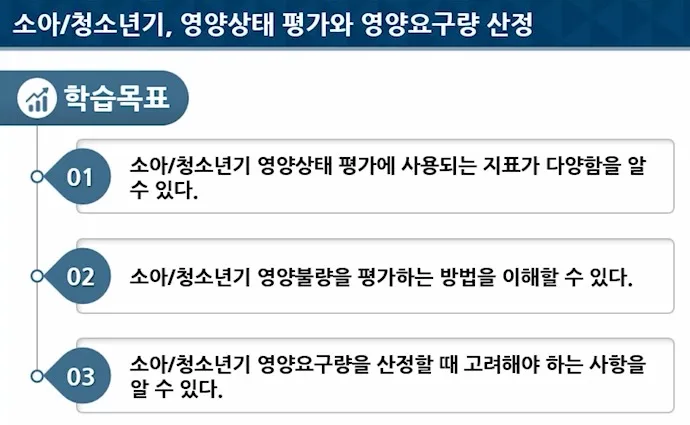 소아/청소년기, 영양상태 평가와 영양요구량 산정
학습목표
01
소아/청소년기 영양상태 평가에 사용되는 지표가 다양함을 알
수 있다.
02
소아/청소년기 영양불량을 평가하는 방법을 이해할 수 있다.
03
소아/청소년기 영양요구량을 산정할 때 고려해야 하는 사항을
알 수 있다.